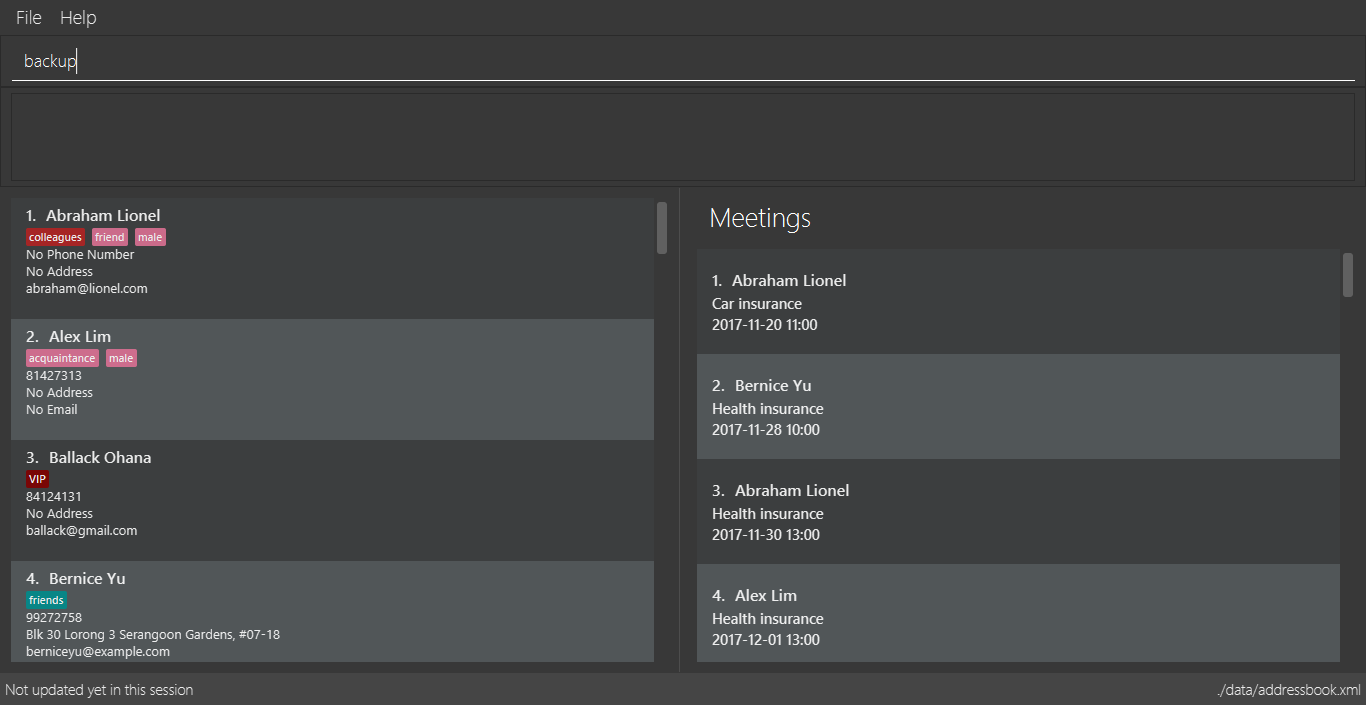 File Help
backup
1. Abraham Lionel
colleagues friend male
No Phone Number
No Address
abraham@lionel.com
2. Alex Lim
acquaintance male
81427313
No Address
No Email
3. Ballack Ohana
VIP
84124131
No Address
ballack@gmail.com
4. Bernice Yu
friends
99272758
Blk 30 Lorong 3 Serangoon Gardens, #07-18
berniceyu@example.com
Meetings
1. Abraham Lionel
Car insurance
2017-11-20 11:00
2. Bernice Yu
Health insurance
2017-11-28 10:00
3. Abraham Lionel
Health insurance
2017-11-30 13:00
4. Alex Lim
Health insurance
2017-12-01 13:00
Not updated yet in this session
./data/addressbook.xml